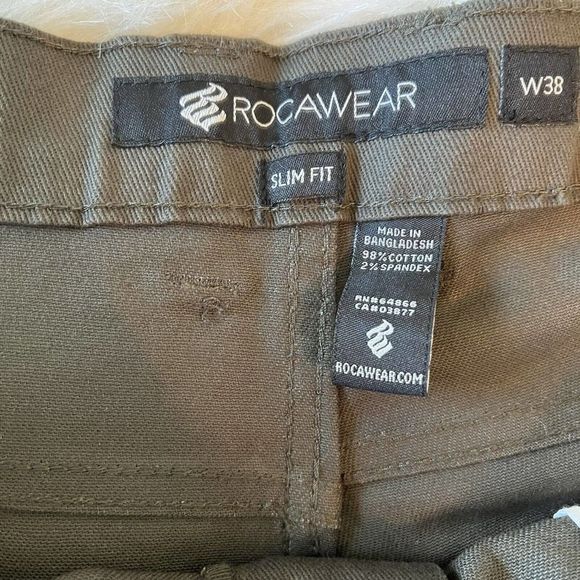 ROCAWEAR
W38
SLIM FIT
MADE IN
BANGLADESH
98% COTTON
2% SPANDEX
RN#64866
CA#03877
ROCAWEAR.COM